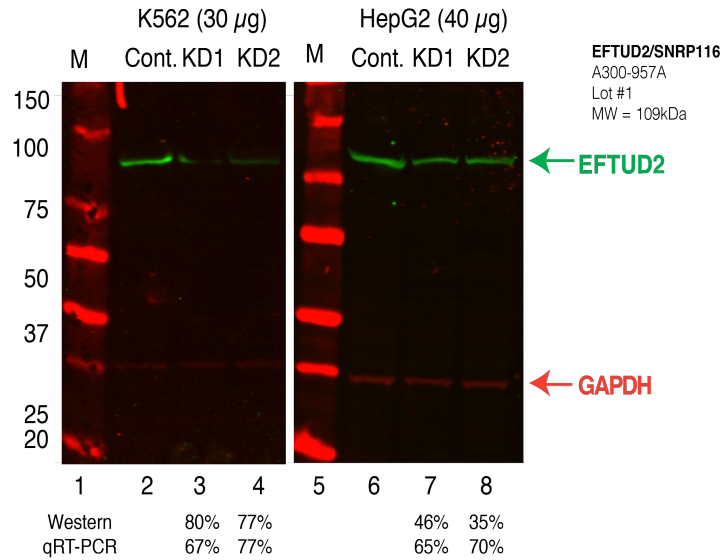 K562 (30 µg) HepG2 (40 µg)
M Cont. KD1 KD2 M Cont. KD1 KD2
EFTUD2/SNRP116
A300-957A
Lot #1
MW = 109kDa
150
100
EFTUD2
75
50
37
GAPDH
25
20
1 2 3 4 5 6 7 8
Western 80% 77% 46% 35%
qRT-PCR 67% 77% 65% 70%